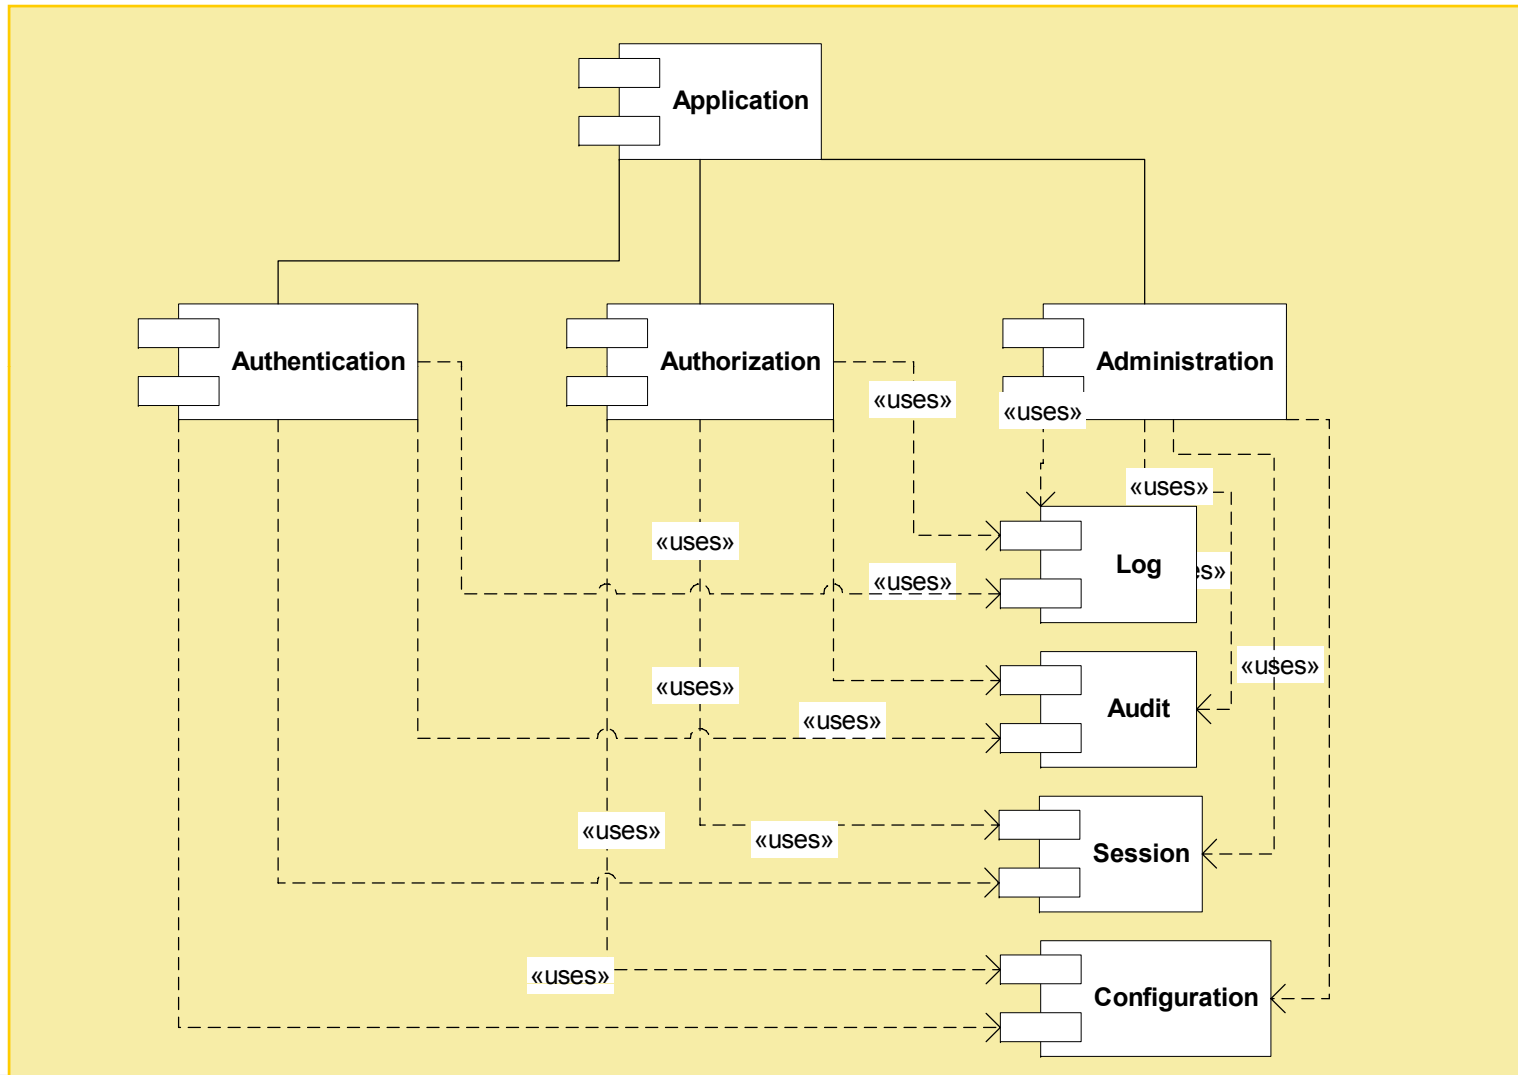 Application
Authentication
Authorization
Administration
«uses»
«uses»
«uses»
«uses»
Log
«uses»
«uses»
«uses»
«uses»
Audit
«uses»
«uses»
«uses»
Session
«uses»
Configuration